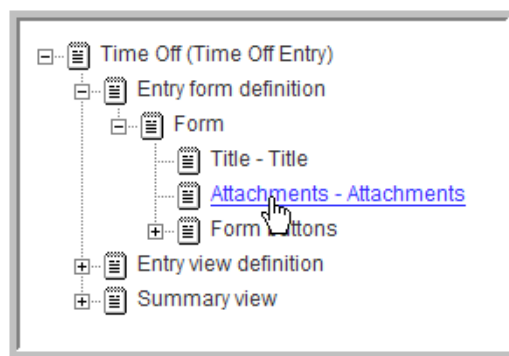 Time Off (Time Off Entry)
Entry form definition
Form
Title - Title
Attachments - Attachments
Form Buttons
Entry view definition
Summary view